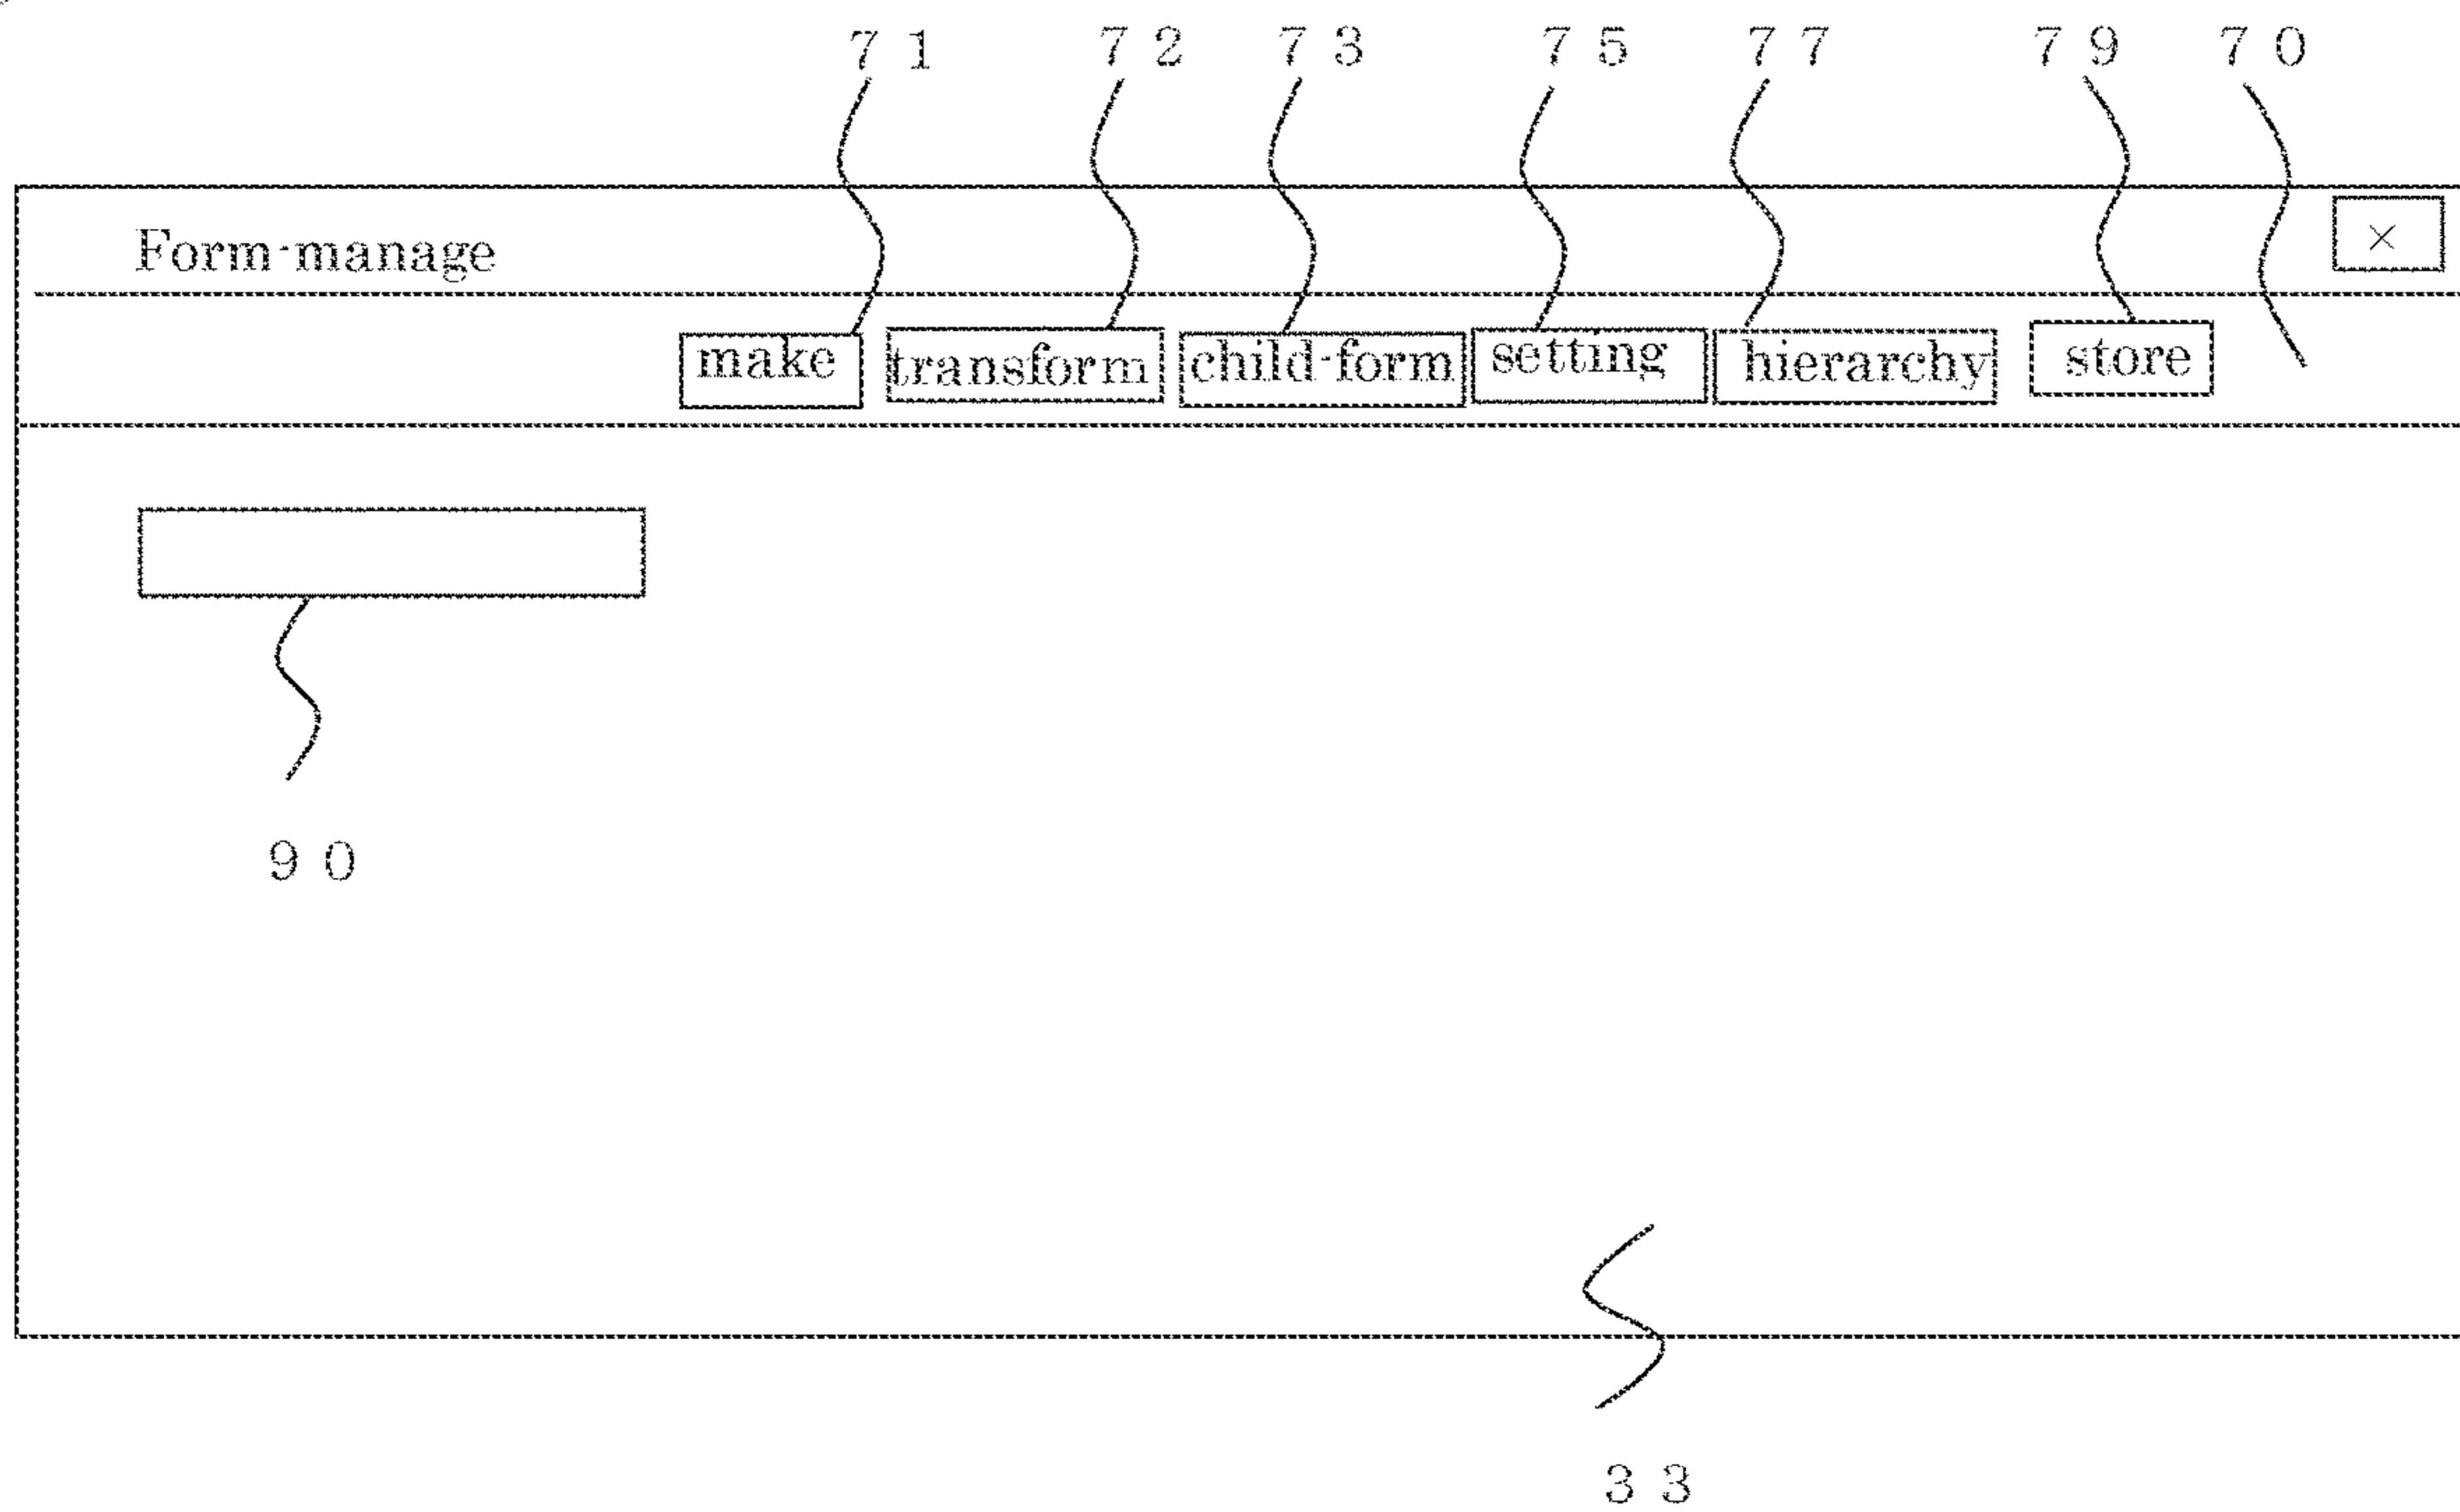 71 72 73 75 77 79 70
Form-manage ×
make transform child-form setting hierarchy store
90
33